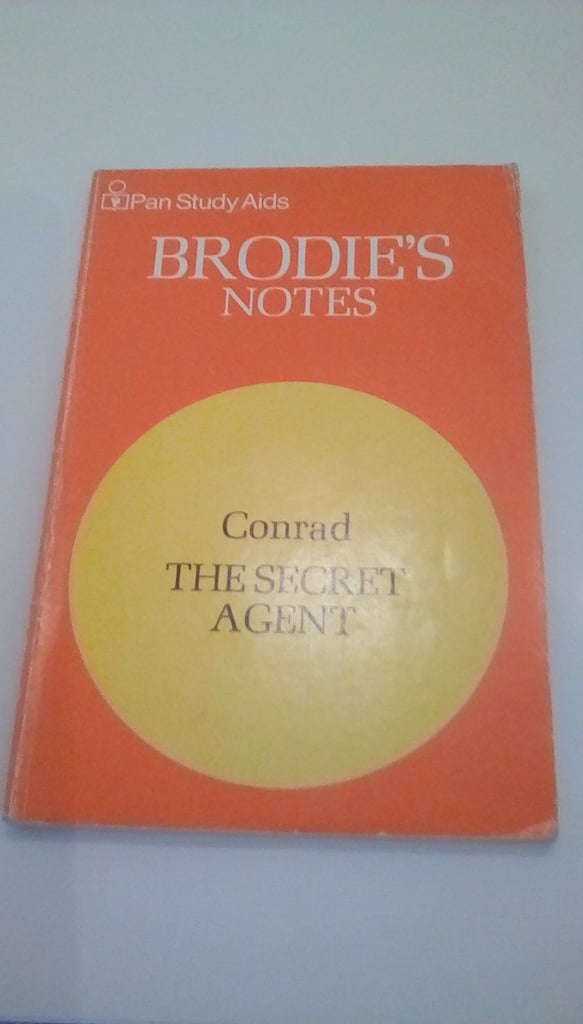 Pan Study Aids
BRODIE'S
NOTES
Conrad
THE SECRET
AGENT